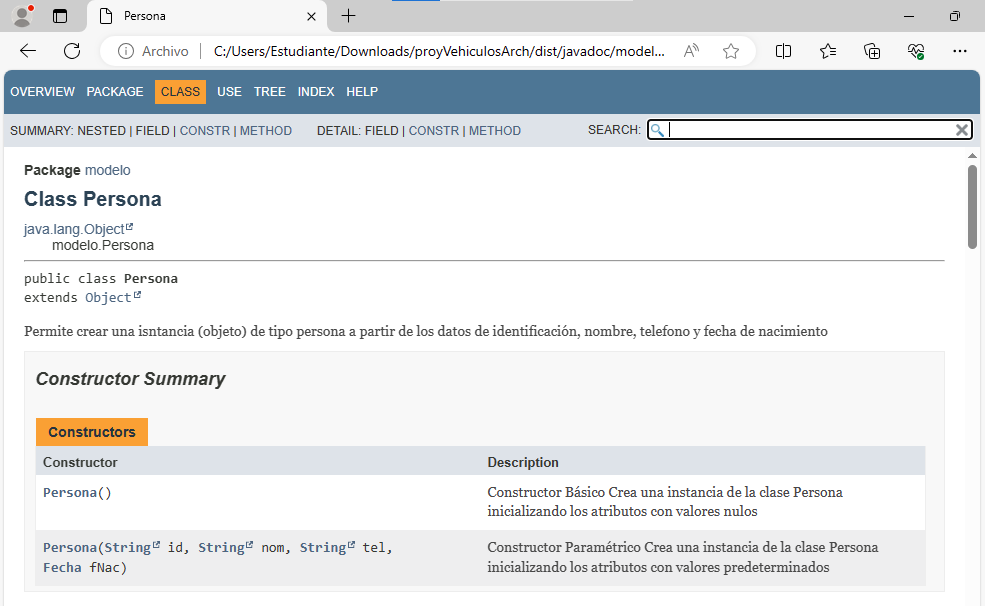 Persona
Archivo | C:/Users/Estudiante/Downloads/proyVehiculosArch/dist/javadoc/model...
OVERVIEW PACKAGE CLASS USE TREE INDEX HELP
SUMMARY: NESTED | FIELD | CONSTR | METHOD DETAIL: FIELD | CONSTR | METHOD SEARCH:
Package modelo
Class Persona
java.lang.Object
modelo.Persona
public class Persona
extends Object
Permite crear una isntancia (objeto) de tipo persona a partir de los datos de identificación, nombre, telefono y fecha de nacimiento
Constructor Summary
Constructors
Constructor Description
Persona() Constructor Básico Crea una instancia de la clase Persona
inicializando los atributos con valores nulos
Persona(String id, String nom, String tel, Constructor Paramétrico Crea una instancia de la clase Persona
Fecha fNac) inicializando los atributos con valores predeterminados